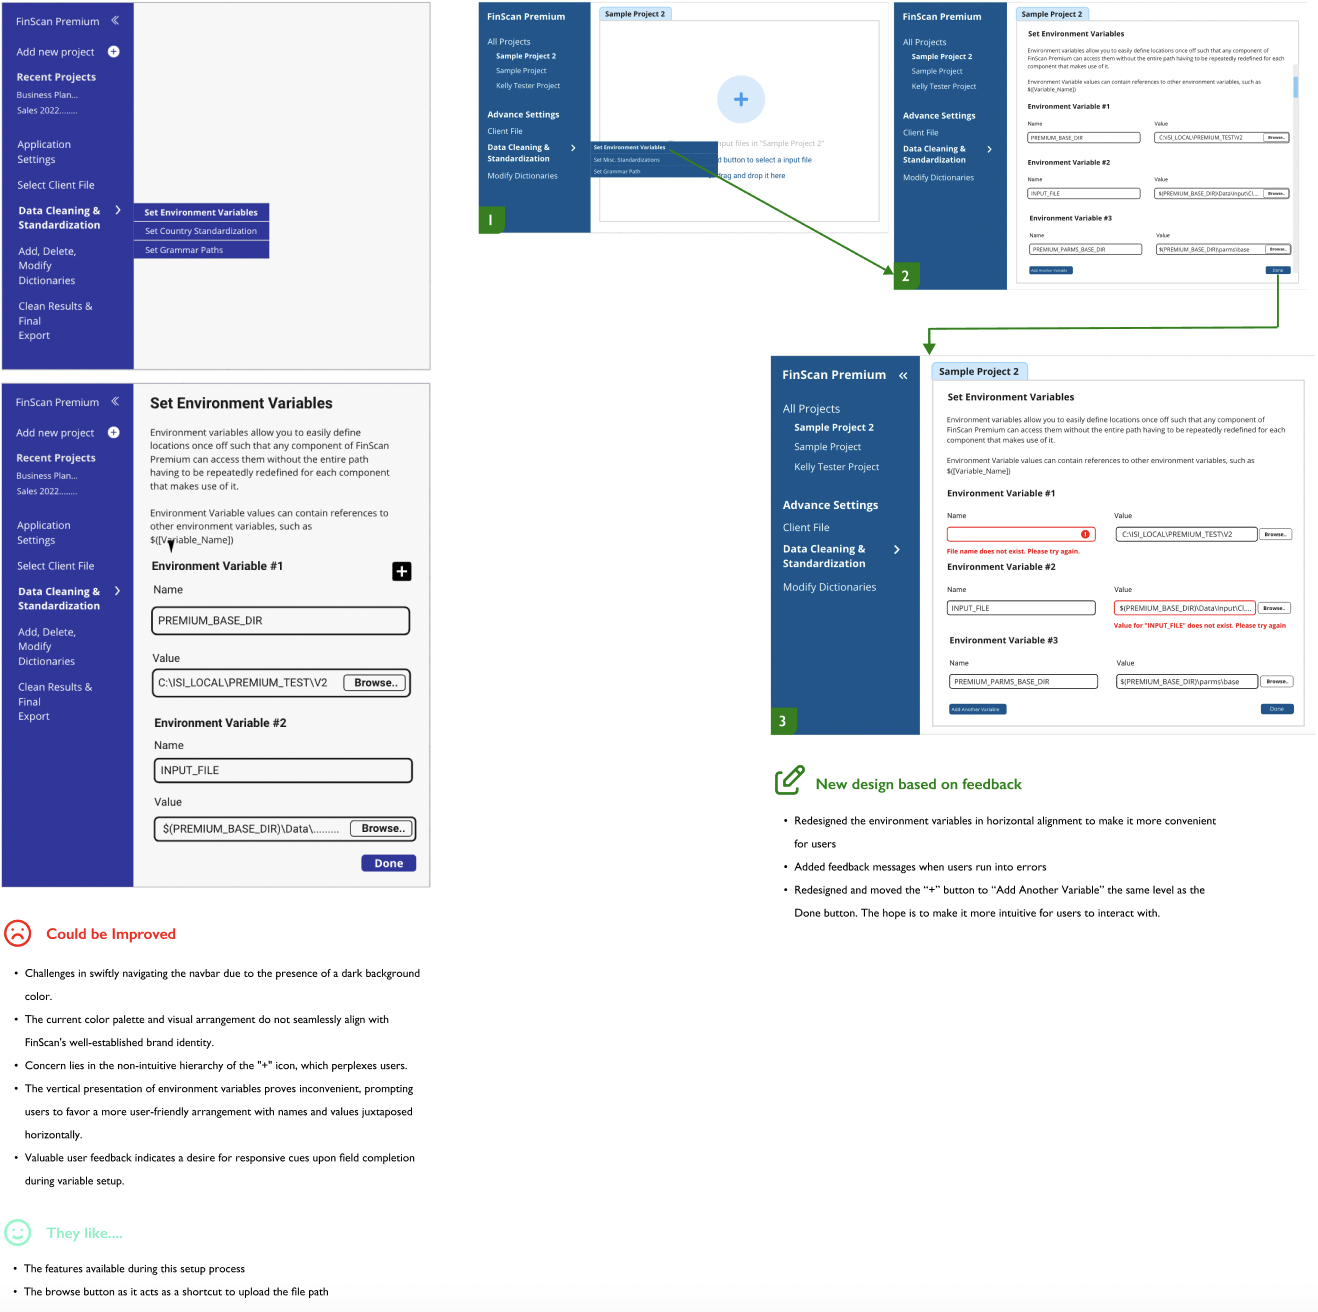 FinScan Premium
Add new project
Recent Projects
Business Plan...
Sales 2022........
Application
Settings
Select Client File
Data Cleaning &
Standardization
Add, Delete,
Modify
Dictionaries
Clean Results &
Final
Export
Set Environment Variables
Set Country Standardization
Set Grammar Paths
FinScan Premium
Add new project
Recent Projects
Business Plan...
Sales 2022........
Application
Settings
Select Client File
Data Cleaning &
Standardization
Add, Delete,
Modify
Dictionaries
Clean Results &
Final
Export
Set Environment Variables
Environment variables allow you to easily define
locations once off such that any component of FinScan
Premium can access them without the entire path
having to be repeatedly redefined for each component
that makes use of it.
Environment Variable values can contain references to
other environment variables, such as
$([Variable_Name])
Environment Variable #1
Name
PREMIUM_BASE_DIR
Value
C:\ISI_LOCAL\PREMIUM_TEST\V2
Browse..
Environment Variable #2
Name
INPUT_FILE
Value
$(PREMIUM_BASE_DIR)\Data\.........
Browse..
Done
Could be Improved
• Challenges in swiftly navigating the navbar due to the presence of a dark background
color.
• The current color palette and visual arrangement do not seamlessly align with
FinScan's well-established brand identity.
• Concern lies in the non-intuitive hierarchy of the "+" icon, which perplexes users.
• The vertical presentation of environment variables proves inconvenient, prompting
users to favor a more user-friendly arrangement with names and values juxtaposed
horizontally.
• Valuable user feedback indicates a desire for responsive cues upon field completion
during variable setup.
They like....
• The features available during this setup process
• The browse button as it acts as a shortcut to upload the file path
FinScan Premium
All Projects
Sample Project 2
Sample Project
Kelly Tester Project
Advance Settings
Client File
Data Cleaning &
Standardization
Modify Dictionaries
1
Sample Project 2
nput files in "Sample Project 2"
d button to select a input file
drag and drop it here
Set Environment Variables
Set Misc. Standardizations
Set Grammar Path
FinScan Premium
All Projects
Sample Project 2
Sample Project
Kelly Tester Project
Advance Settings
Client File
Data Cleaning &
Standardization
Modify Dictionaries
2
Sample Project 2
Set Environment Variables
Environment variables allow you to easily define locations once off such that any component of
FinScan Premium can access them without the entire path having to be repeatedly redefined for each
component that makes use of it.
Environment Variable values can contain references to other environment variables, such as
$([Variable_Name])
Environment Variable #1
Name Value
PREMIUM_BASE_DIR C:\ISI_LOCAL\PREMIUM_TEST\V2 Browse..
Environment Variable #2
Name Value
INPUT_FILE $(PREMIUM_BASE_DIR)\Data\Input\Cl... Browse..
Environment Variable #3
Name Value
PREMIUM_PARMS_BASE_DIR $(PREMIUM_BASE_DIR)\parms\base Browse..
Add Another Variable Done
FinScan Premium
All Projects
Sample Project 2
Sample Project
Kelly Tester Project
Advance Settings
Client File
Data Cleaning &
Standardization
Modify Dictionaries
3
Sample Project 2
Set Environment Variables
Environment variables allow you to easily define locations once off such that any component of
FinScan Premium can access them without the entire path having to be repeatedly redefined for each
component that makes use of it.
Environment Variable values can contain references to other environment variables, such as
$([Variable_Name])
Environment Variable #1
Name Value
C:\ISI_LOCAL\PREMIUM_TEST\V2 Browse..
File name does not exist. Please try again.
Environment Variable #2
Name Value
INPUT_FILE $(PREMIUM_BASE_DIR)\Data\Input\Cl... Browse..
Value for "INPUT_FILE" does not exist. Please try again
Environment Variable #3
Name Value
PREMIUM_PARMS_BASE_DIR $(PREMIUM_BASE_DIR)\parms\base Browse..
Add Another Variable Done
New design based on feedback
• Redesigned the environment variables in horizontal alignment to make it more convenient
for users
• Added feedback messages when users run into errors
• Redesigned and moved the “+” button to “Add Another Variable” the same level as the
Done button. The hope is to make it more intuitive for users to interact with.